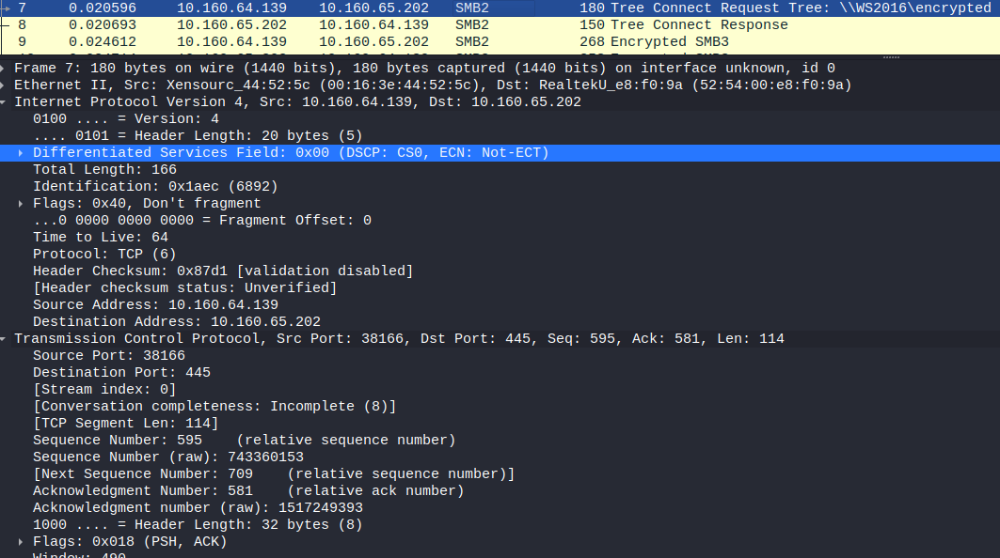 7 0.020596 10.160.64.139 10.160.65.202 SMB2 180 Tree Connect Request Tree: \\WS2016\encrypted
8 0.020693 10.160.65.202 10.160.64.139 SMB2 150 Tree Connect Response
9 0.024612 10.160.64.139 10.160.65.202 SMB2 268 Encrypted SMB3
Frame 7: 180 bytes on wire (1440 bits), 180 bytes captured (1440 bits) on interface unknown, id 0
Ethernet II, Src: Xensourc_44:52:5c (00:16:3e:44:52:5c), Dst: RealtekU_e8:f0:9a (52:54:00:e8:f0:9a)
Internet Protocol Version 4, Src: 10.160.64.139, Dst: 10.160.65.202
0100 .... = Version: 4
.... 0101 = Header Length: 20 bytes (5)
Differentiated Services Field: 0x00 (DSCP: CS0, ECN: Not-ECT)
Total Length: 166
Identification: 0x1aec (6892)
Flags: 0x40, Don't fragment
...0 0000 0000 0000 = Fragment Offset: 0
Time to Live: 64
Protocol: TCP (6)
Header Checksum: 0x87d1 [validation disabled]
[Header checksum status: Unverified]
Source Address: 10.160.64.139
Destination Address: 10.160.65.202
Transmission Control Protocol, Src Port: 38166, Dst Port: 445, Seq: 595, Ack: 581, Len: 114
Source Port: 38166
Destination Port: 445
[Stream index: 0]
[Conversation completeness: Incomplete (8)]
[TCP Segment Len: 114]
Sequence Number: 595 (relative sequence number)
Sequence Number (raw): 743360153
[Next Sequence Number: 709 (relative sequence number)]
Acknowledgment Number: 581 (relative ack number)
Acknowledgment number (raw): 1517249393
1000 .... = Header Length: 32 bytes (8)
Flags: 0x018 (PSH, ACK)
Window: 490